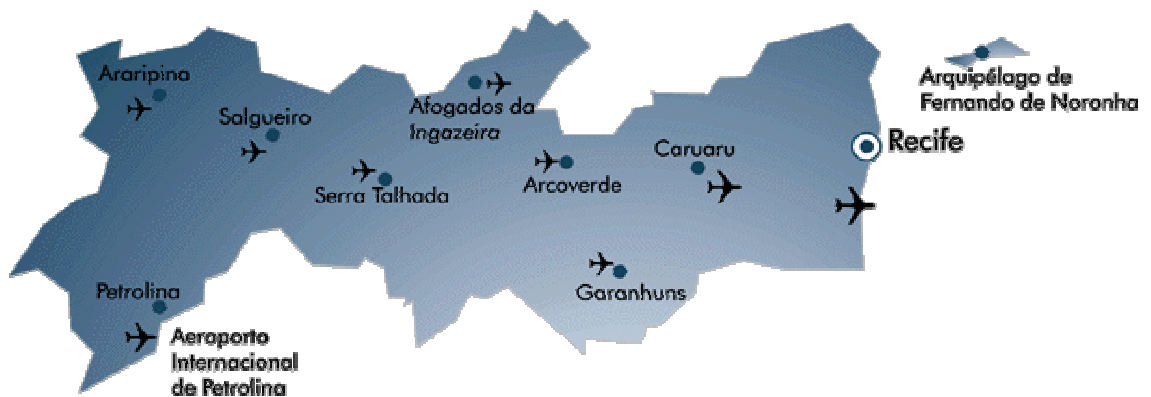 Araripina
Salgueiro
Afogados da
Ingazeira
Serra Talhada
Arcoverde
Caruaru
Recife
Arquipélago de
Fernando de Noronha
Garanhuns
Petrolina
Aeroporto
Internacional
de Petrolina